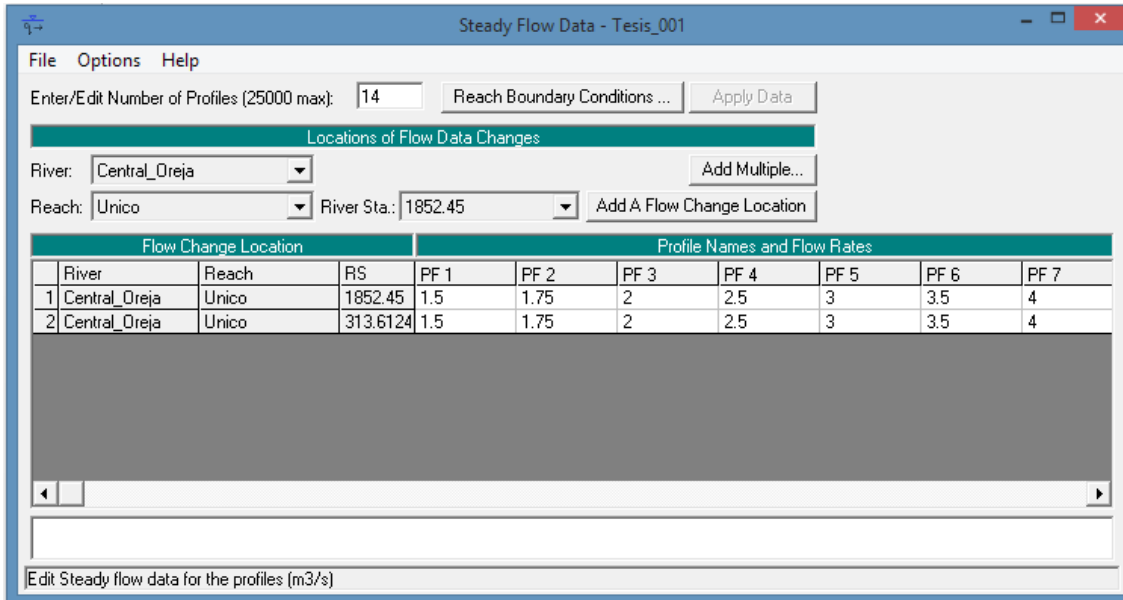 Steady Flow Data - Tesis_001
File Options Help
Enter/Edit Number of Profiles (25000 max): 14 Reach Boundary Conditions ... Apply Data
Locations of Flow Data Changes
River: Central_Oreja Add Multiple...
Reach: Unico River Sta.: 1852.45 Add A Flow Change Location
Flow Change Location Profile Names and Flow Rates
River Reach RS PF 1 PF 2 PF 3 PF 4 PF 5 PF 6 PF 7
1 Central_Oreja Unico 1852.45 1.5 1.75 2 2.5 3 3.5 4
2 Central_Oreja Unico 313.6124 1.5 1.75 2 2.5 3 3.5 4
Edit Steady flow data for the profiles (m3/s)